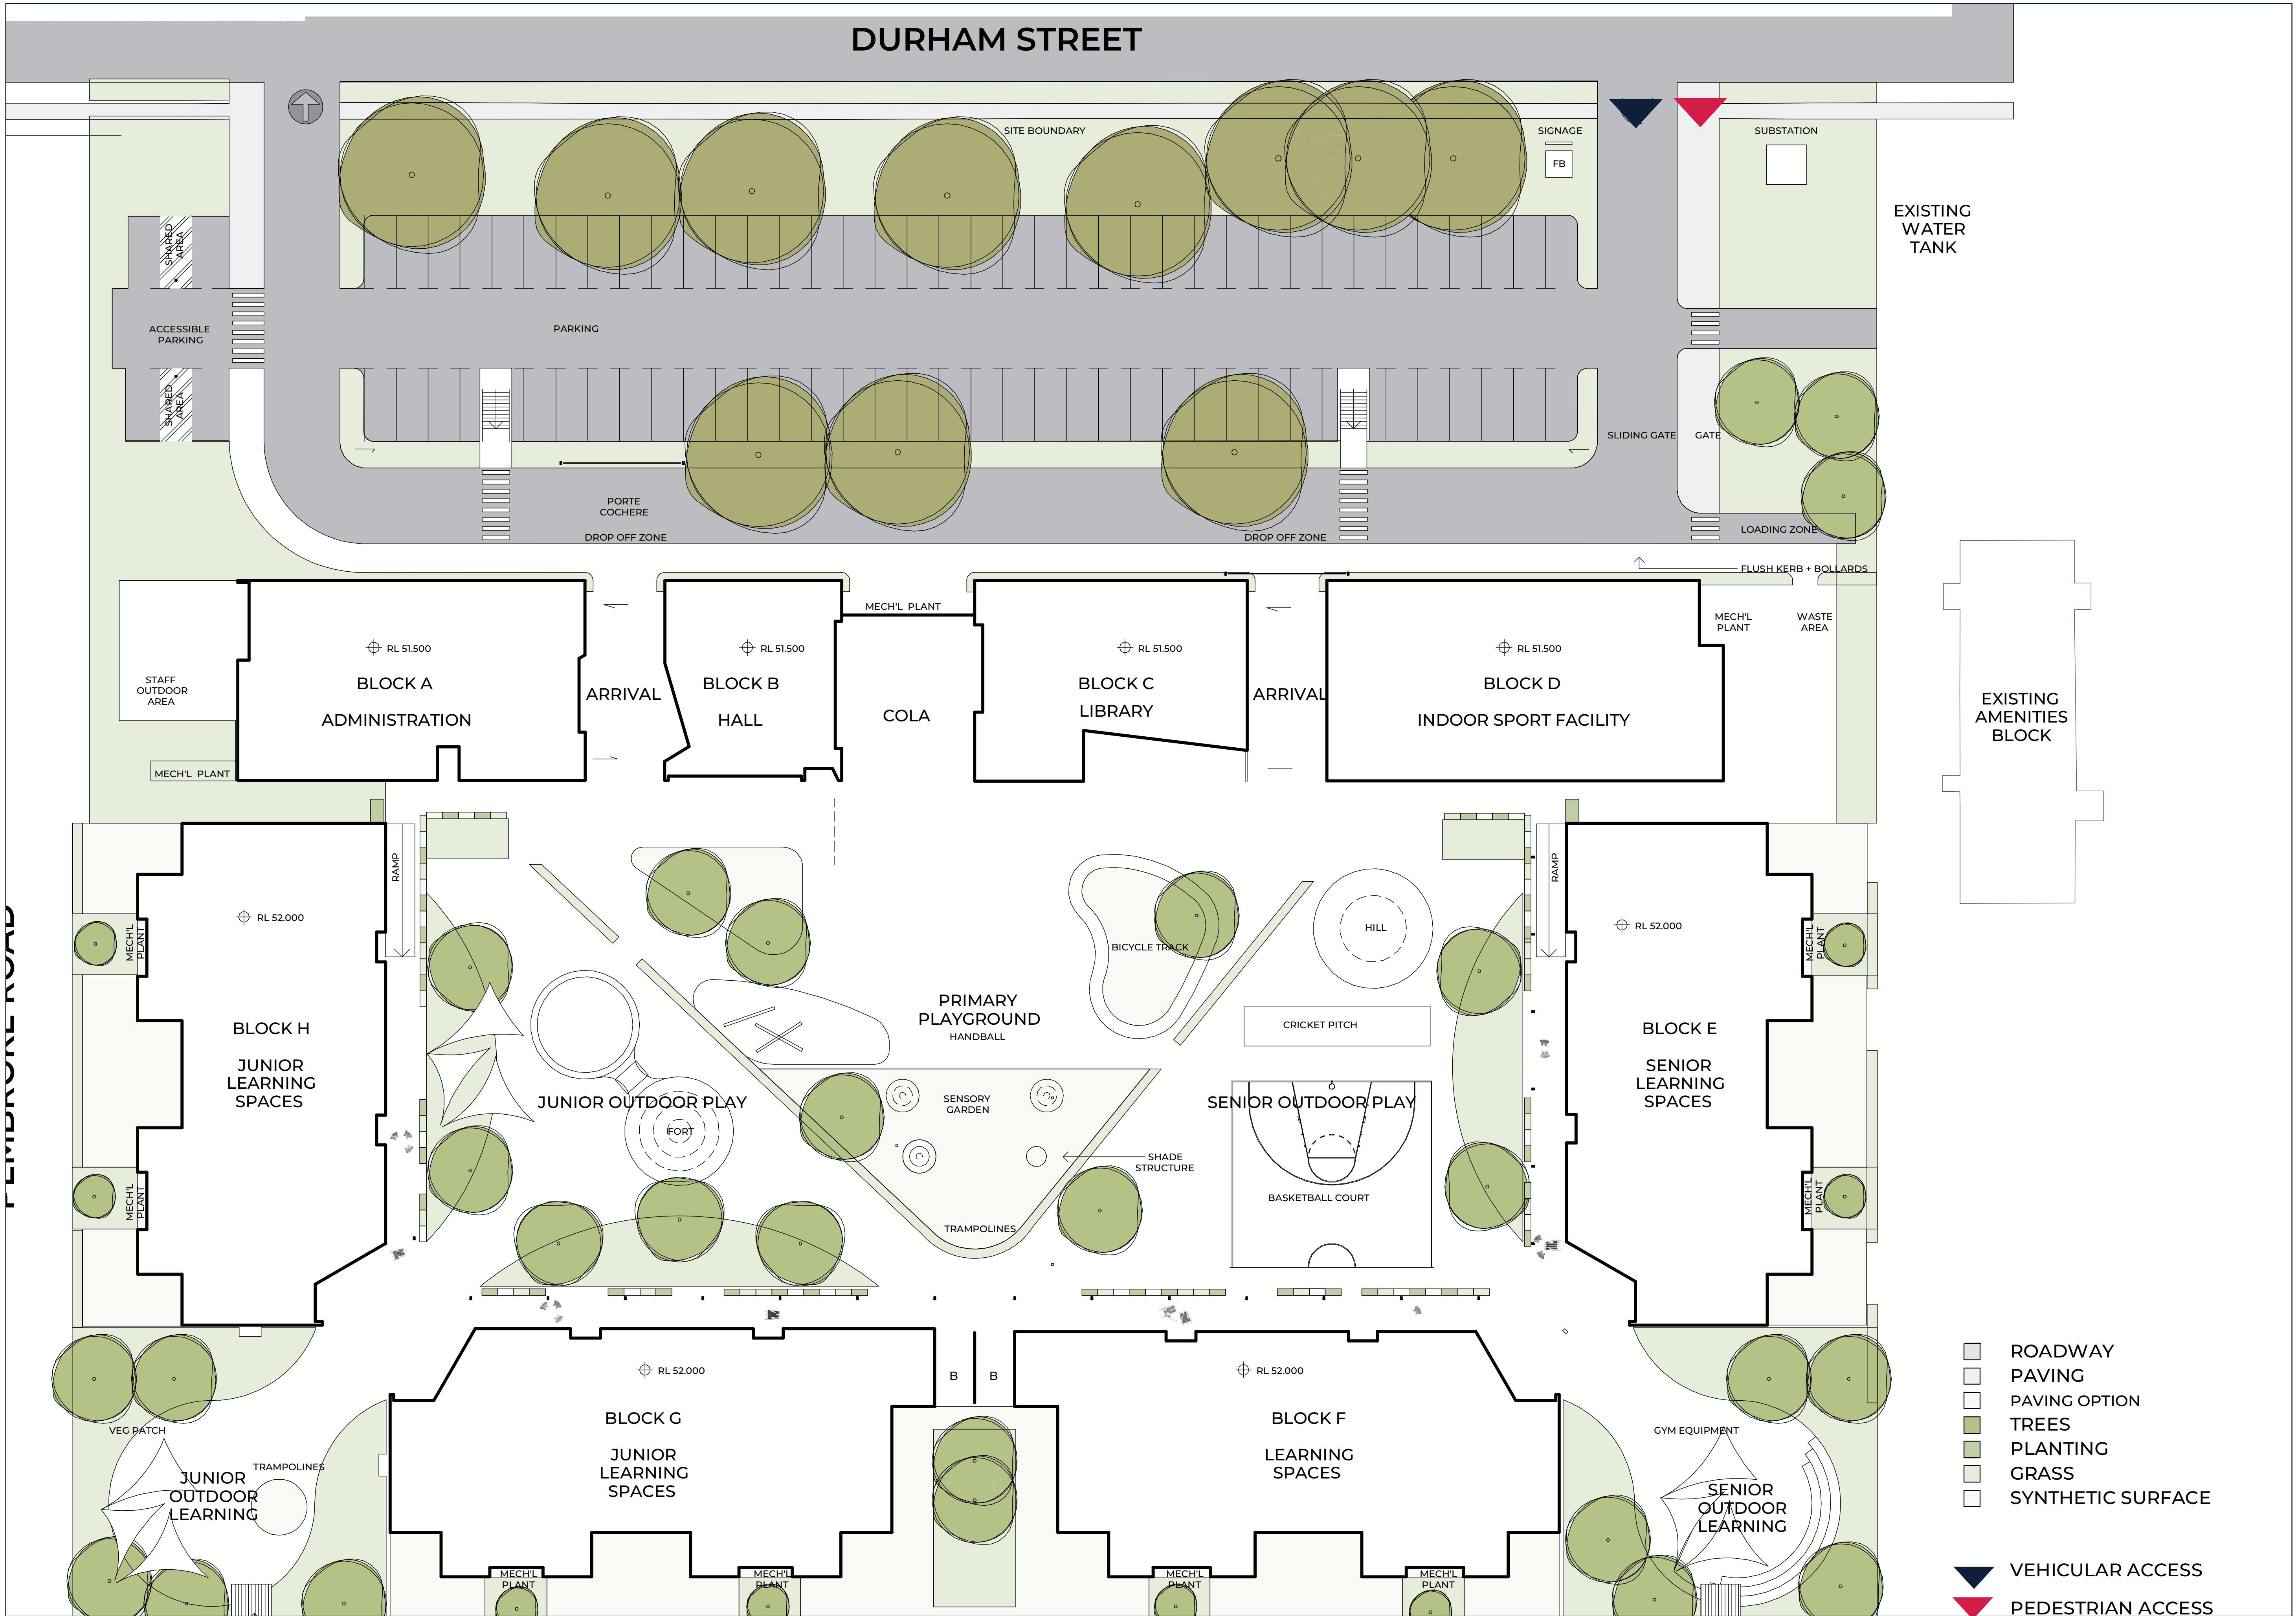 DURHAM STREET
SITE BOUNDARY
SIGNAGE
FB
SUBSTATION
EXISTING
WATER
TANK
SHARED
AREA
ACCESSIBLE
PARKING
PARKING
SHARED
AREA
SLIDING GATE
GATE
PORTE
COCHERE
DROP OFF ZONE
DROP OFF ZONE
LOADING ZONE
FLUSH KERB + BOLLARDS
MECH'L PLANT
MECH'L
PLANT
WASTE
AREA
RL 51.500
RL 51.500
RL 51.500
RL 51.500
STAFF
OUTDOOR
AREA
BLOCK A
ADMINISTRATION
ARRIVAL
BLOCK B
HALL
COLA
BLOCK C
LIBRARY
ARRIVAL
BLOCK D
INDOOR SPORT FACILITY
EXISTING
AMENITIES
BLOCK
MECH'L PLANT
RAMP
RAMP
RL 52.000
RL 52.000
MECH'L
PLANT
MECH'L
PLANT
HILL
BICYCLE TRACK
PEMBROKE ROAD
PRIMARY
PLAYGROUND
HANDBALL
CRICKET PITCH
BLOCK H
JUNIOR
LEARNING
SPACES
BLOCK E
SENIOR
LEARNING
SPACES
JUNIOR OUTDOOR PLAY
FORT
SENSORY
GARDEN
SENIOR OUTDOOR PLAY
SHADE
STRUCTURE
BASKETBALL COURT
TRAMPOLINES
MECH'L
PLANT
MECH'L
PLANT
RL 52.000
RL 52.000
B
B
BLOCK G
JUNIOR
LEARNING
SPACES
BLOCK F
LEARNING
SPACES
VEG PATCH
TRAMPOLINES
JUNIOR
OUTDOOR
LEARNING
GYM EQUIPMENT
SENIOR
OUTDOOR
LEARNING
MECH'L
PLANT
MECH'L
PLANT
MECH'L
PLANT
MECH'L
PLANT
ROADWAY
PAVING
PAVING OPTION
TREES
PLANTING
GRASS
SYNTHETIC SURFACE
VEHICULAR ACCESS
PEDESTRIAN ACCESS